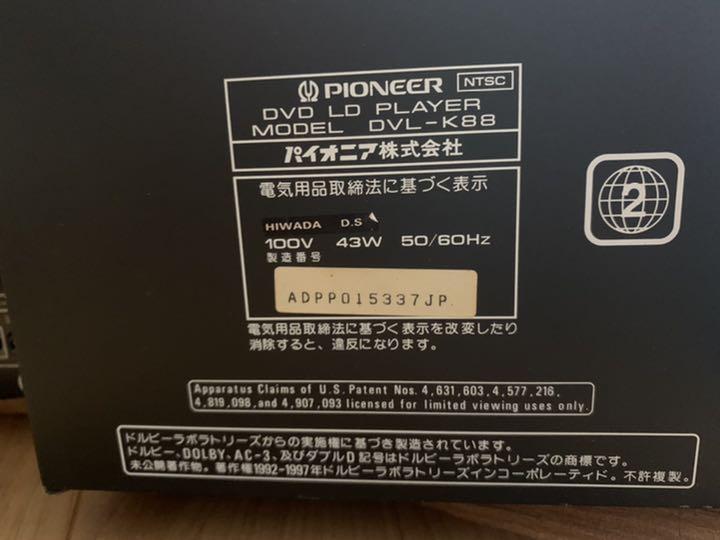 PIONEER NTSC
DVD LD PLAYER
MODEL DVL-K88
パイオニア株式会社
電気用品取締法に基づく表示
HIWADA D.S
100V 43W 50/60Hz
製造番号
ADPP015337JP
電気用品取締法に基づく表示を改変したり
消除すると、違反になります。
2
Apparatus Claims of U.S. Patent Nos. 4,631,603, 4,577,216,
4,819,098, and 4,907,093 licensed for limited viewing uses only.
ドルビーラボラトリーズからの実施権に基づき製造されています。
ドルビー、DOLBY、AC-3、及びダブルD記号はドルビーラボラトリーズの商標です。
未公開著作物。著作権1992-1997年ドルビーラボラトリーズインコーポレーティド。不許複製。